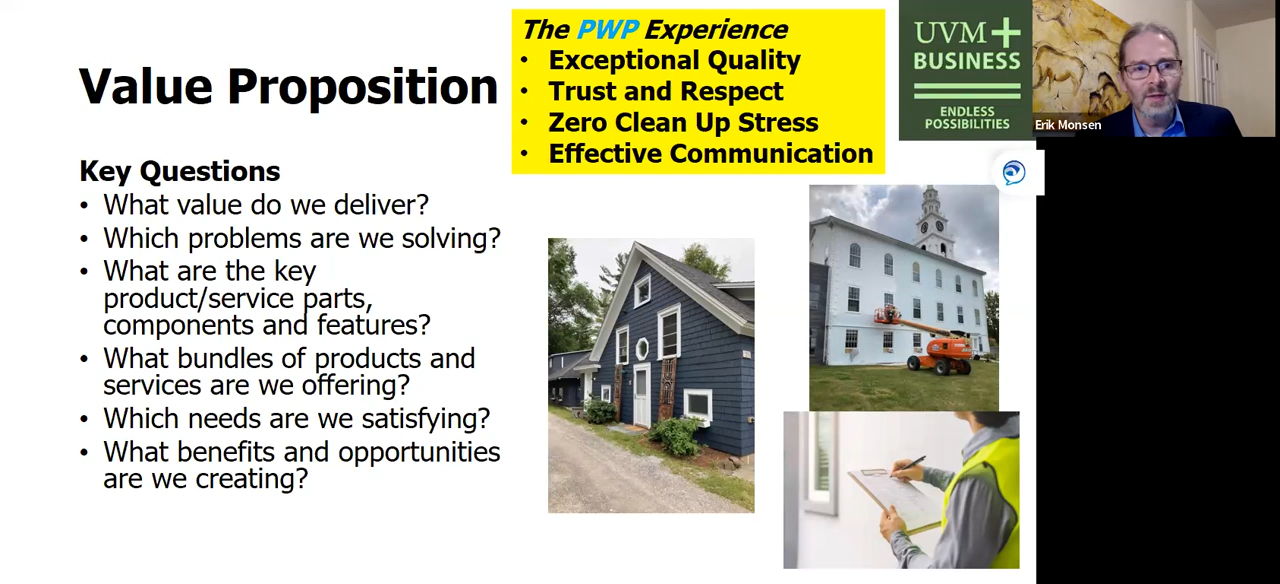 Value Proposition
Key Questions
• What value do we deliver?
• Which problems are we solving?
• What are the key
product/service parts,
components and features?
• What bundles of products and
services are we offering?
• Which needs are we satisfying?
• What benefits and opportunities
are we creating?
The PWP Experience
• Exceptional Quality
• Trust and Respect
• Zero Clean Up Stress
• Effective Communication
UVM+
BUSINESS
ENDLESS
POSSIBILITIES
Erik Monsen